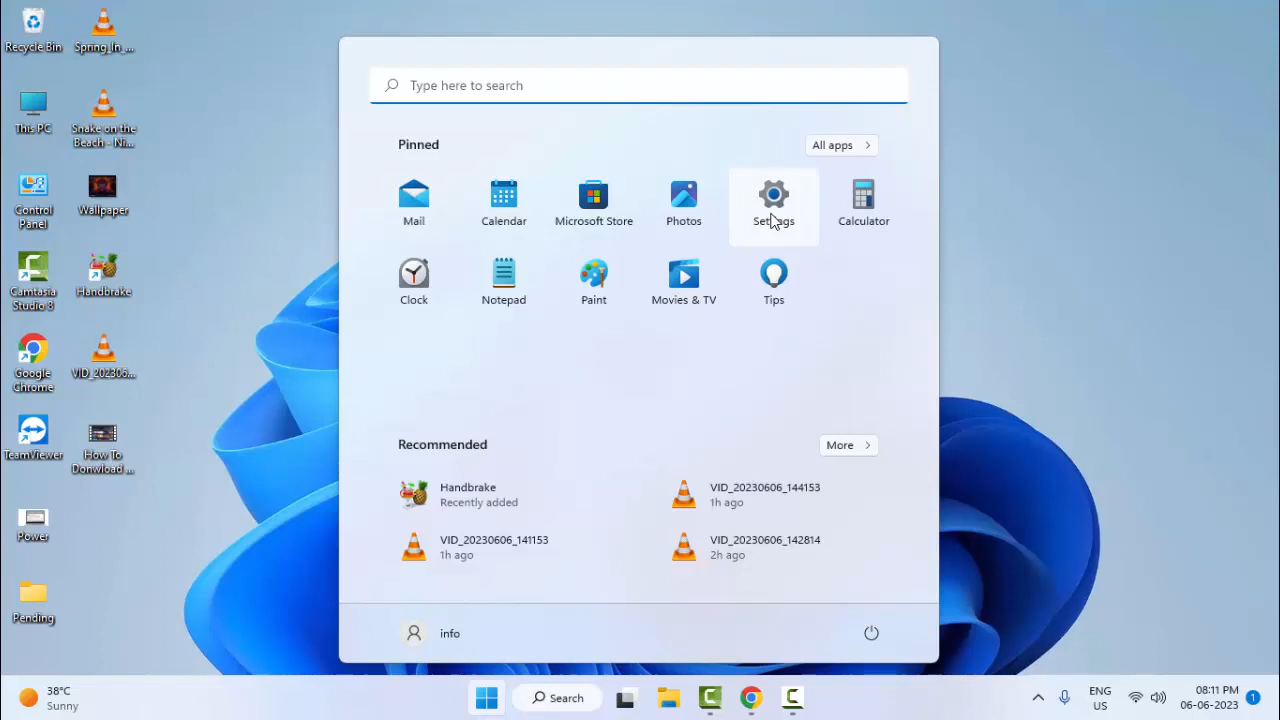 Recycle Bin
Spring_In_...
This PC
Snake on the
Beach - Ni...
Control
Panel
Wallpaper
Camtasia
Studio 8
Handbrake
Google
Chrome
VID_202306...
TeamViewer
How To
Donwload ...
Power
Pending
Type here to search
Pinned
All apps
Mail
Calendar
Microsoft Store
Photos
Settings
Calculator
Clock
Notepad
Paint
Movies & TV
Tips
Recommended
More
Handbrake
Recently added
VID_20230606_144153
1h ago
VID_20230606_141153
1h ago
VID_20230606_142814
2h ago
info
38°C
Sunny
Search
ENG
US
08:11 PM
06-06-2023
1